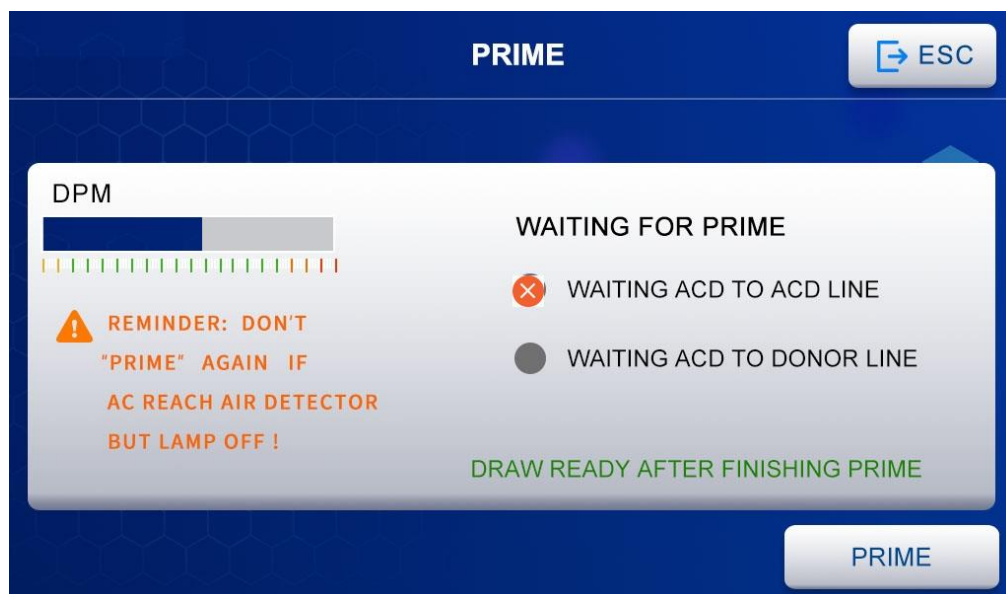 PRIME
ESC
DPM
REMINDER: DON'T
"PRIME" AGAIN IF
AC REACH AIR DETECTOR
BUT LAMP OFF !
WAITING FOR PRIME
WAITING ACD TO ACD LINE
WAITING ACD TO DONOR LINE
DRAW READY AFTER FINISHING PRIME
PRIME